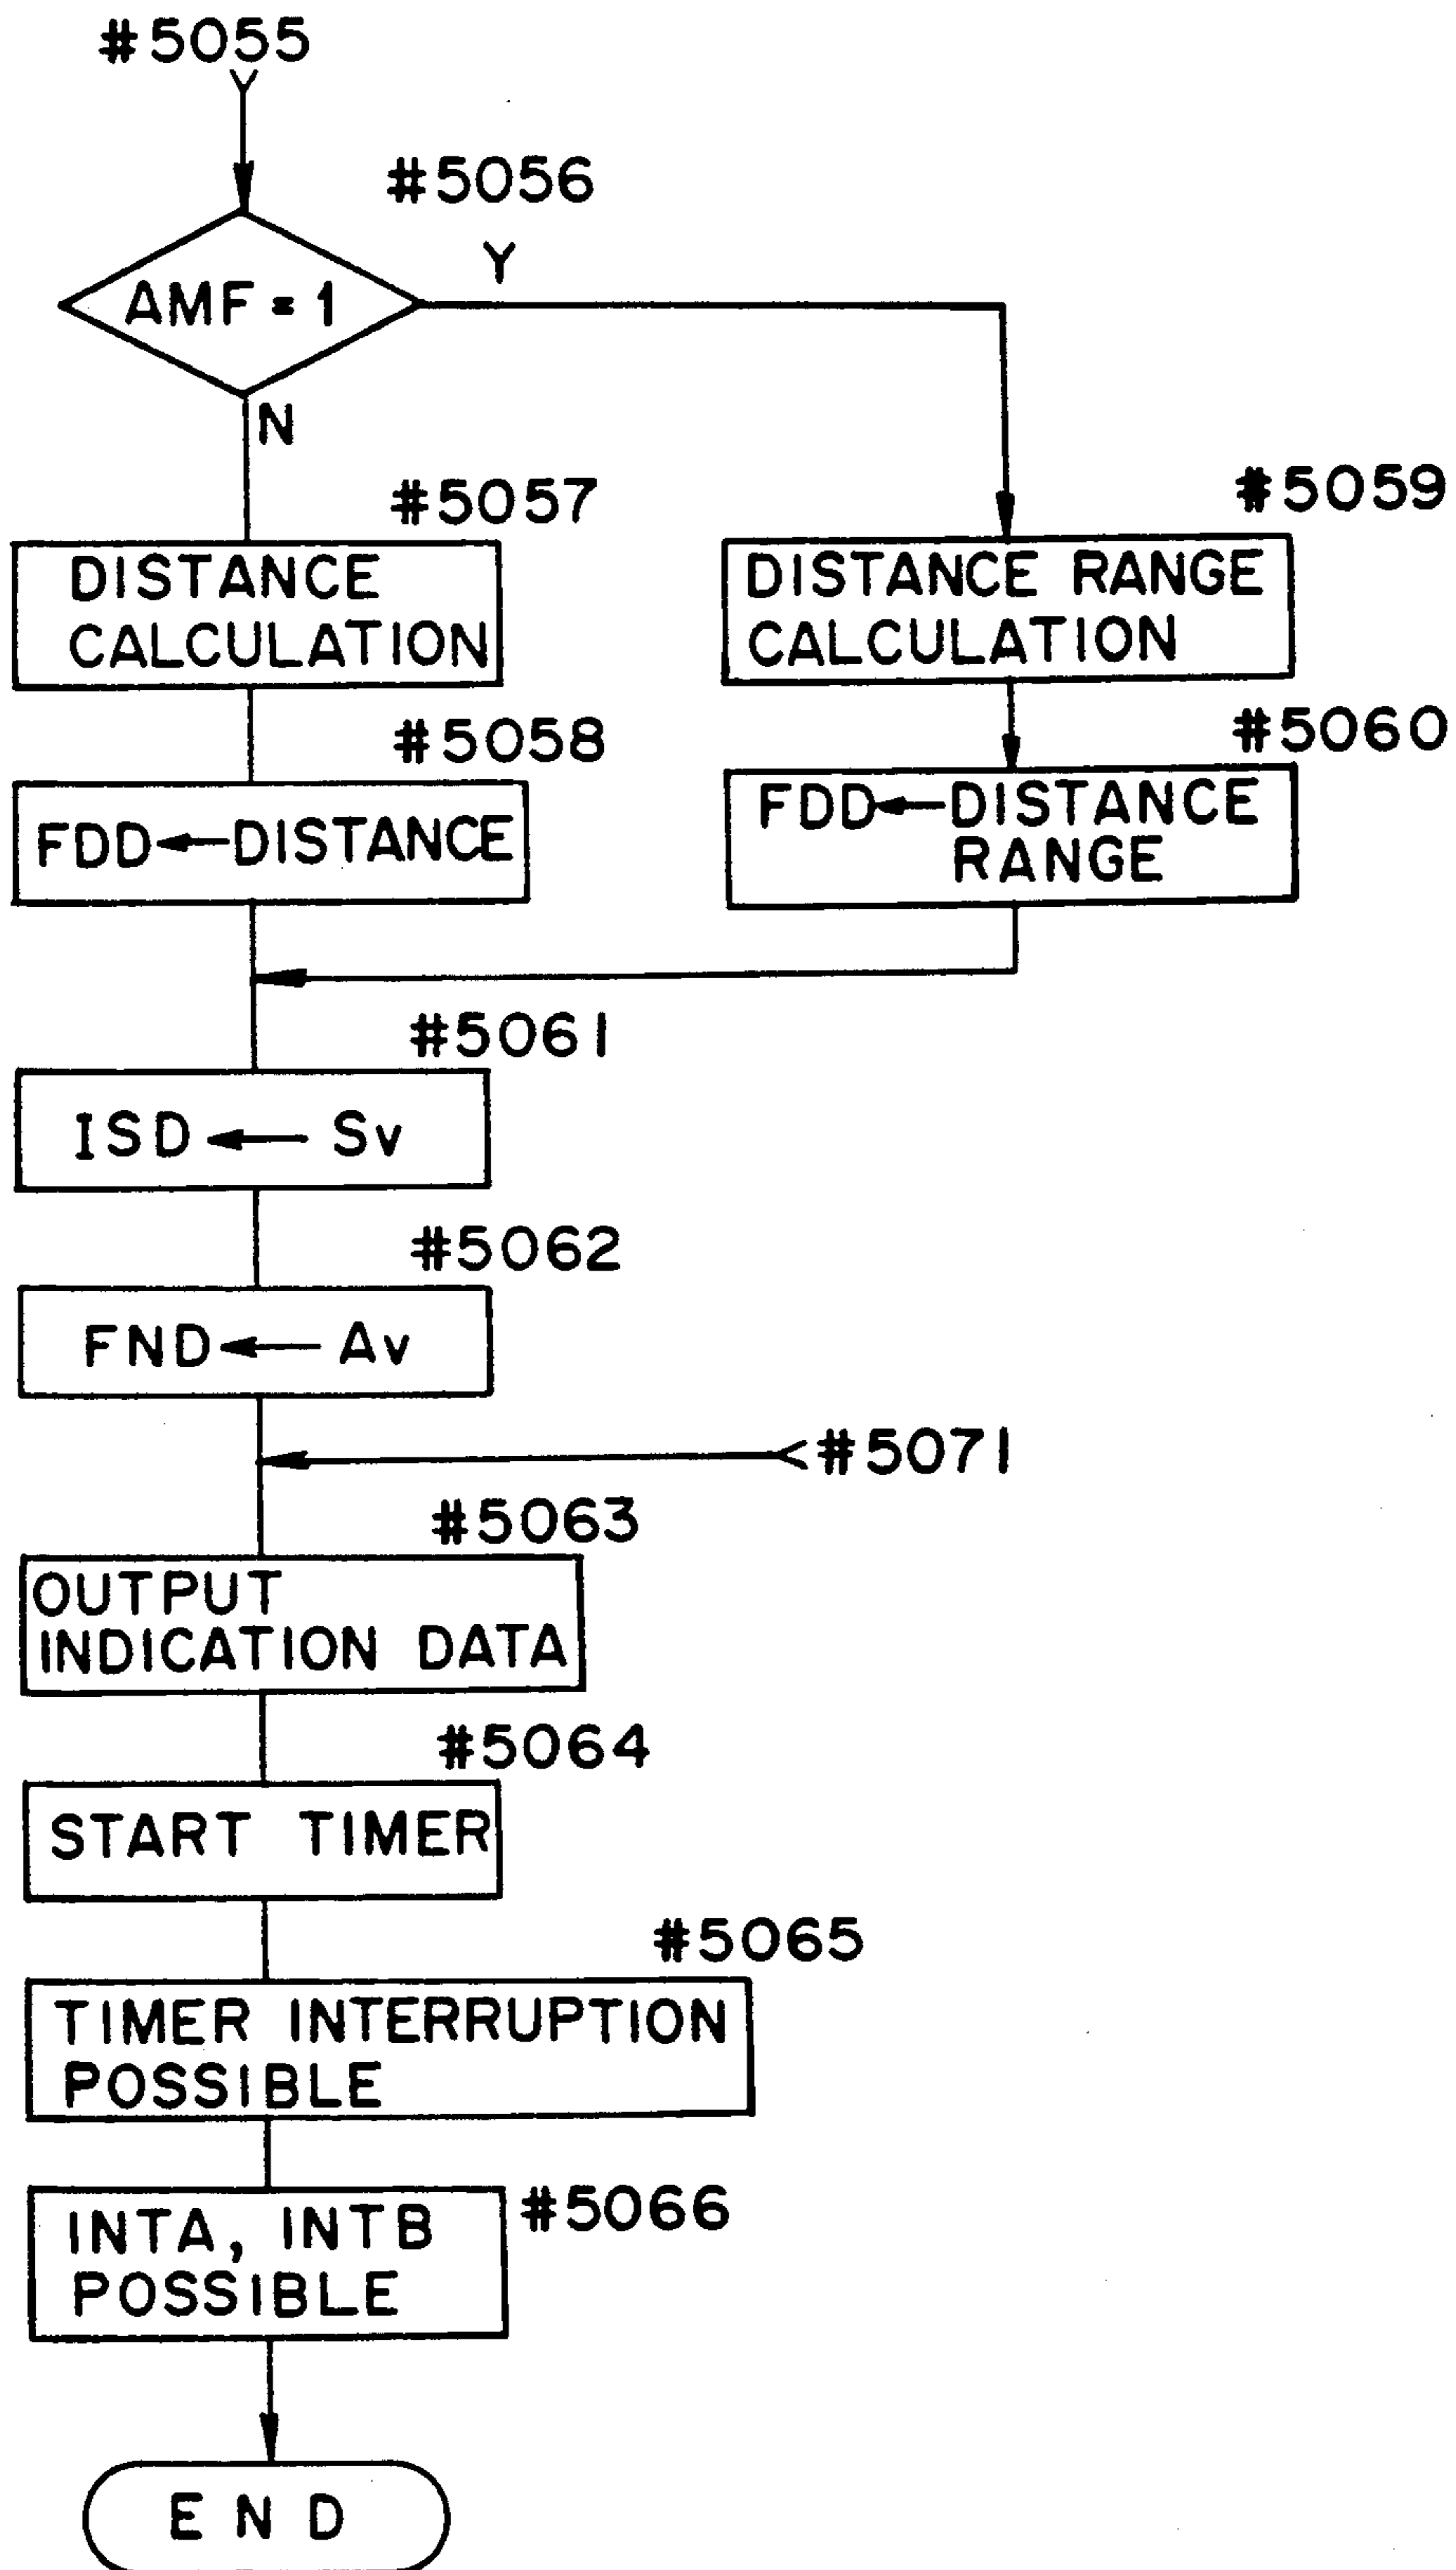 #5055
#5056
AMF = 1
Y
N
#5057
DISTANCE
CALCULATION
#5059
DISTANCE RANGE
CALCULATION
#5058
FDD←DISTANCE
#5060
FDD←DISTANCE
RANGE
#5061
ISD ← Sv
#5062
FND ← Av
#5071
#5063
OUTPUT
INDICATION DATA
#5064
START TIMER
#5065
TIMER INTERRUPTION
POSSIBLE
#5066
INTA, INTB
POSSIBLE
END